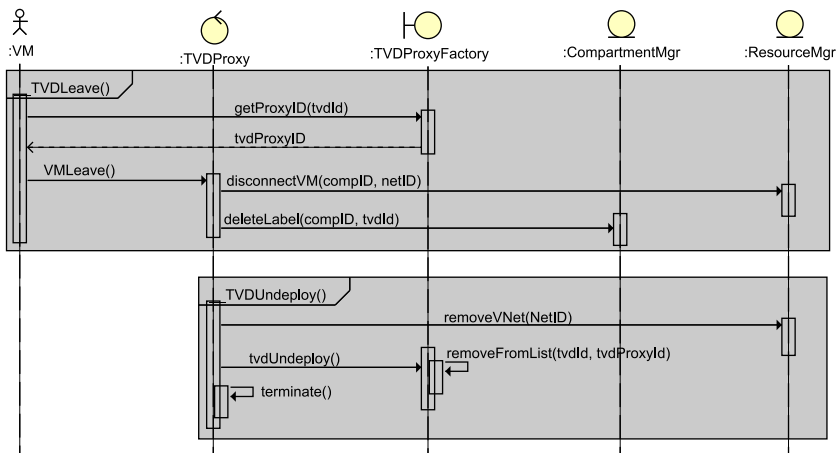 :VM
:TVDProxy
:TVDProxyFactory
:CompartmentMgr
:ResourceMgr
TVDLeave()
getProxyID(tvdId)
tvdProxyID
VMLeave()
disconnectVM(compID, netID)
deleteLabel(compID, tvdId)
TVDUndeploy()
removeVNet(NetID)
tvdUndeploy()
removeFromList(tvdId, tvdProxyId)
terminate()